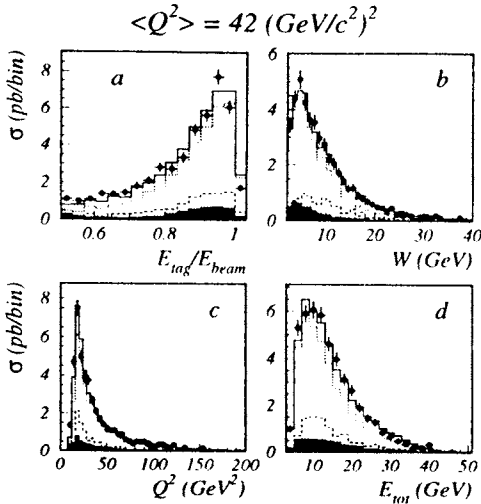 <Q²> = 42 (GeV/c²)²
σ (pb/bin)
8
6
4
2
0
a
0.6 0.8 1
E_tag/E_beam
6
4
2
0
b
10 20 30 40
W (GeV)
σ (pb/bin)
8
6
4
2
0
c
0 50 100 150 200
Q² (GeV²)
6
4
2
0
d
10 20 30 40 50
E_tot (GeV)